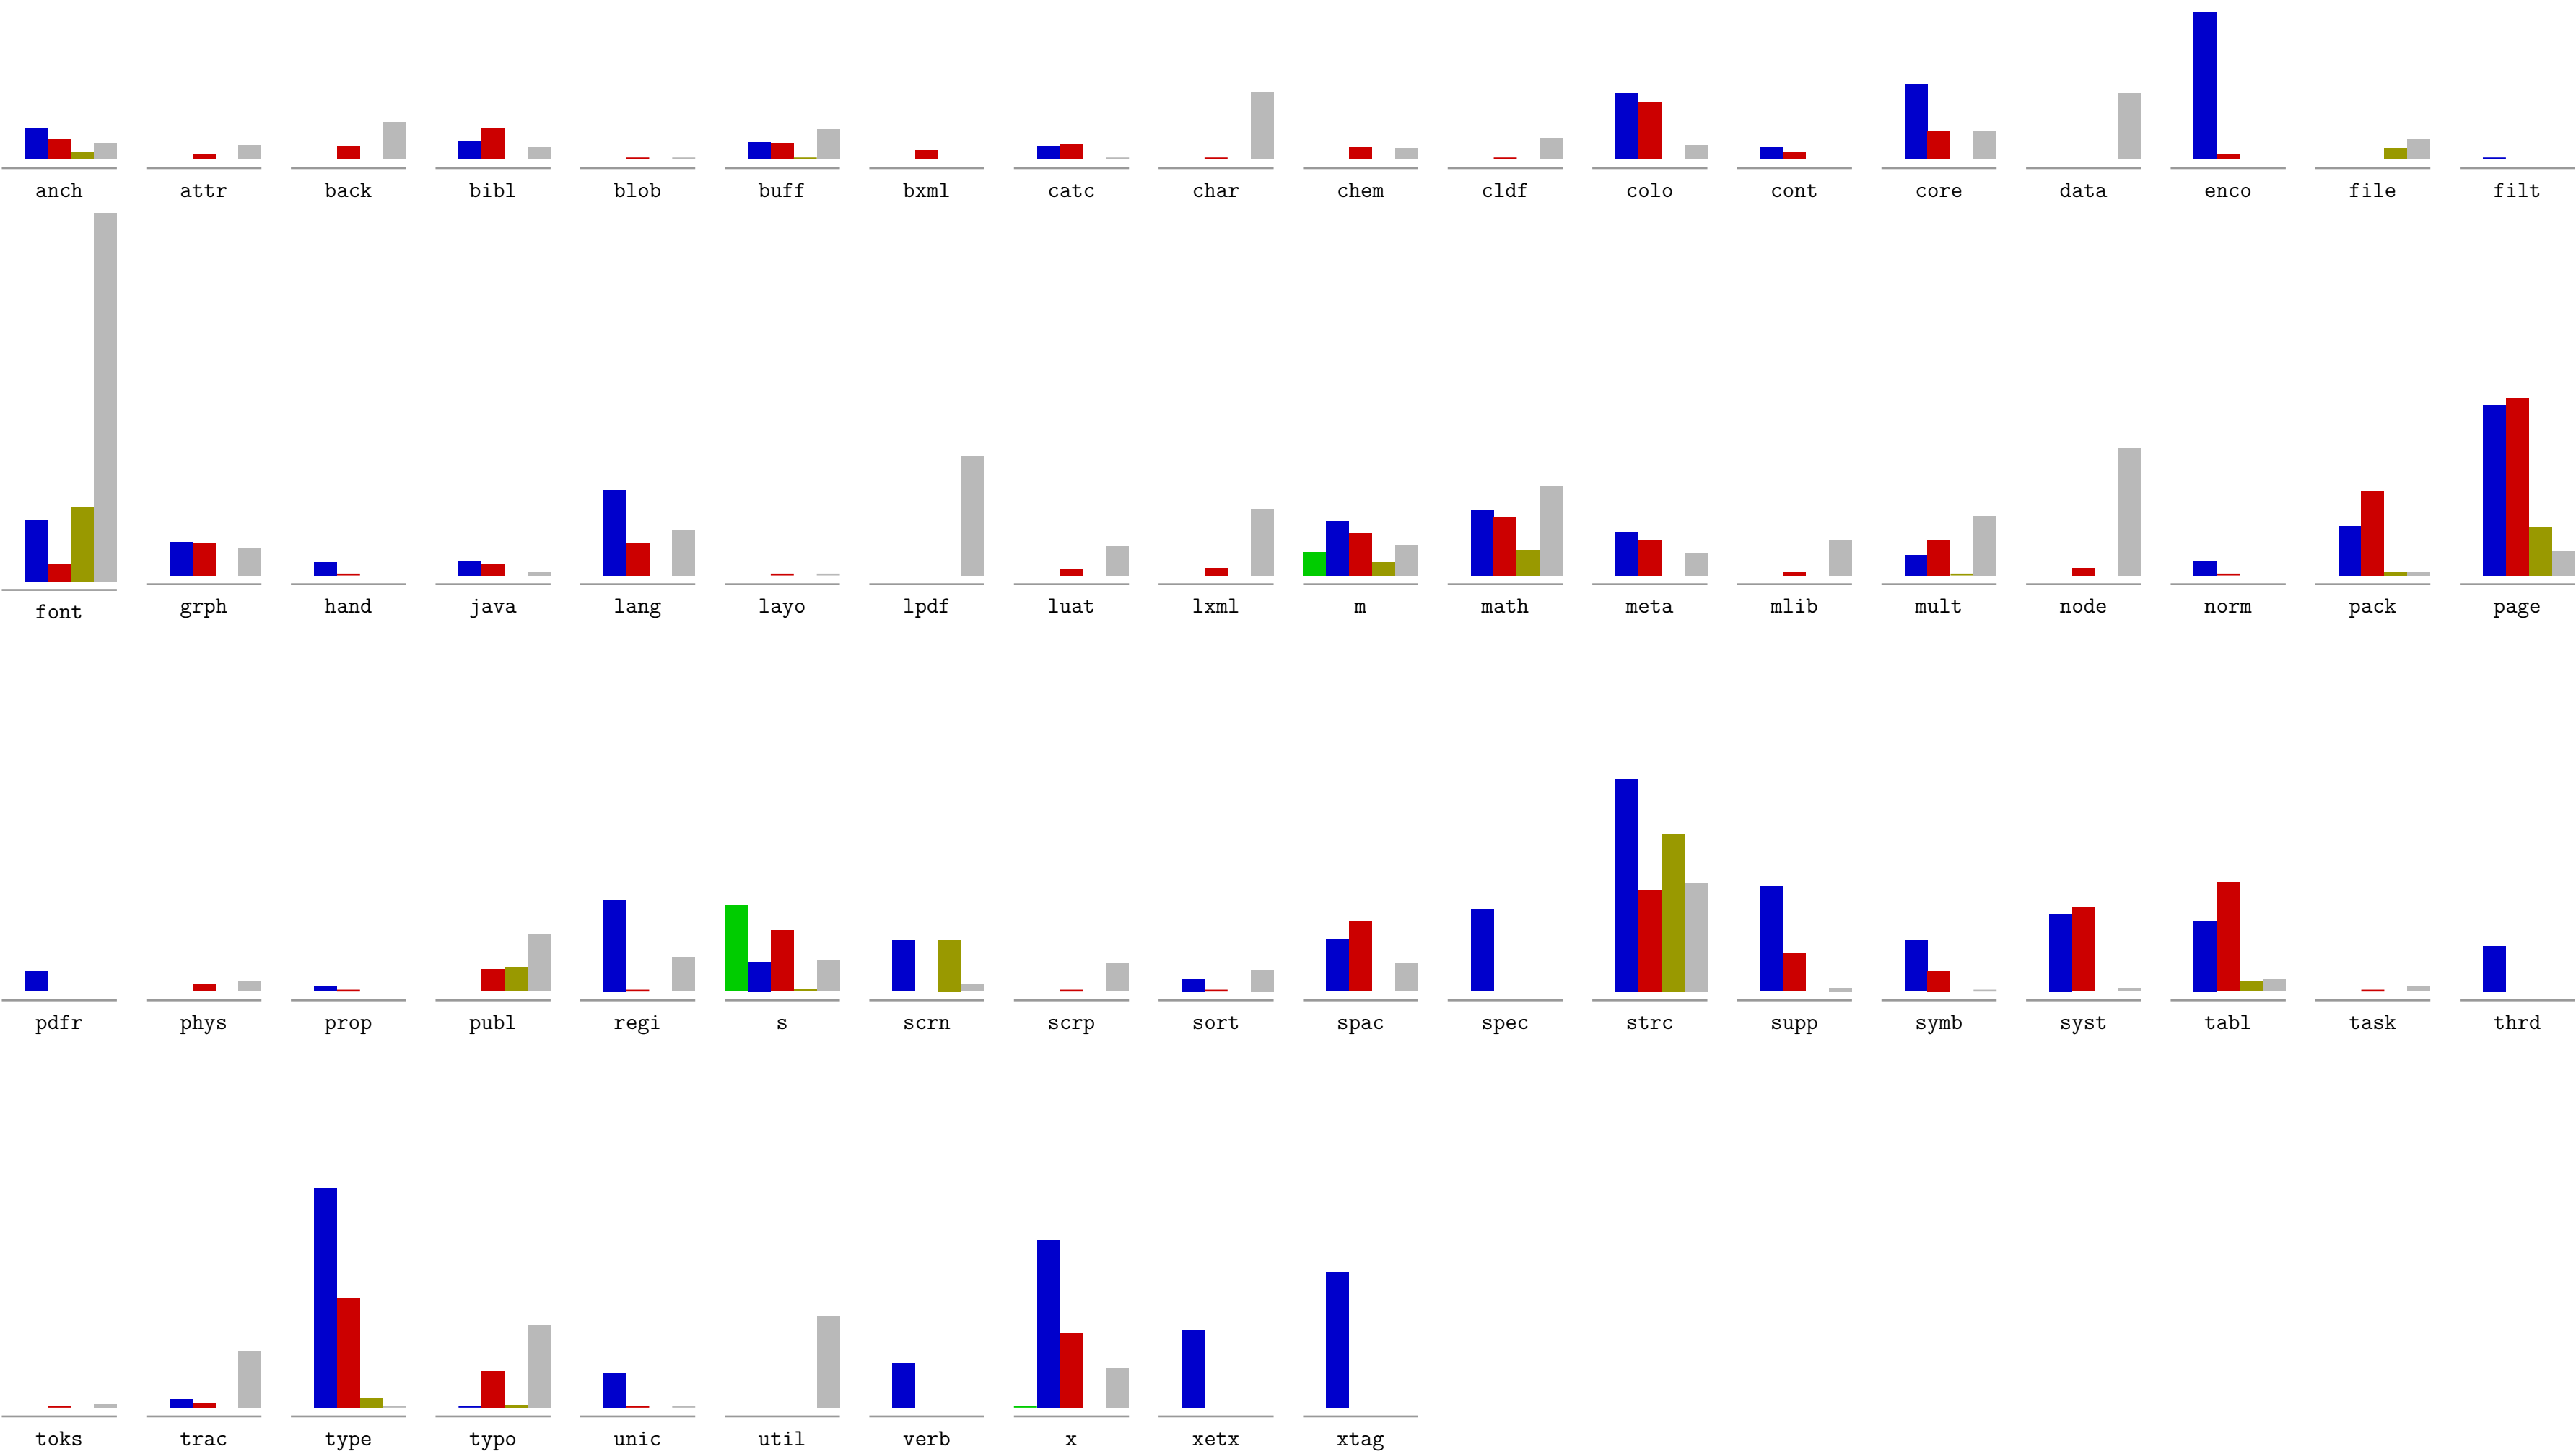 anch attr back bibl blob buff bxml catc char chem cldf colo cont core data enco file filt
font grph hand java lang layo lpdf luat lxml m math meta mlib mult node norm pack page
pdfr phys prop publ regi s scrn scrp sort spac spec strc supp symb syst tabl task thrd
toks trac type typo unic util verb x xetx xtag